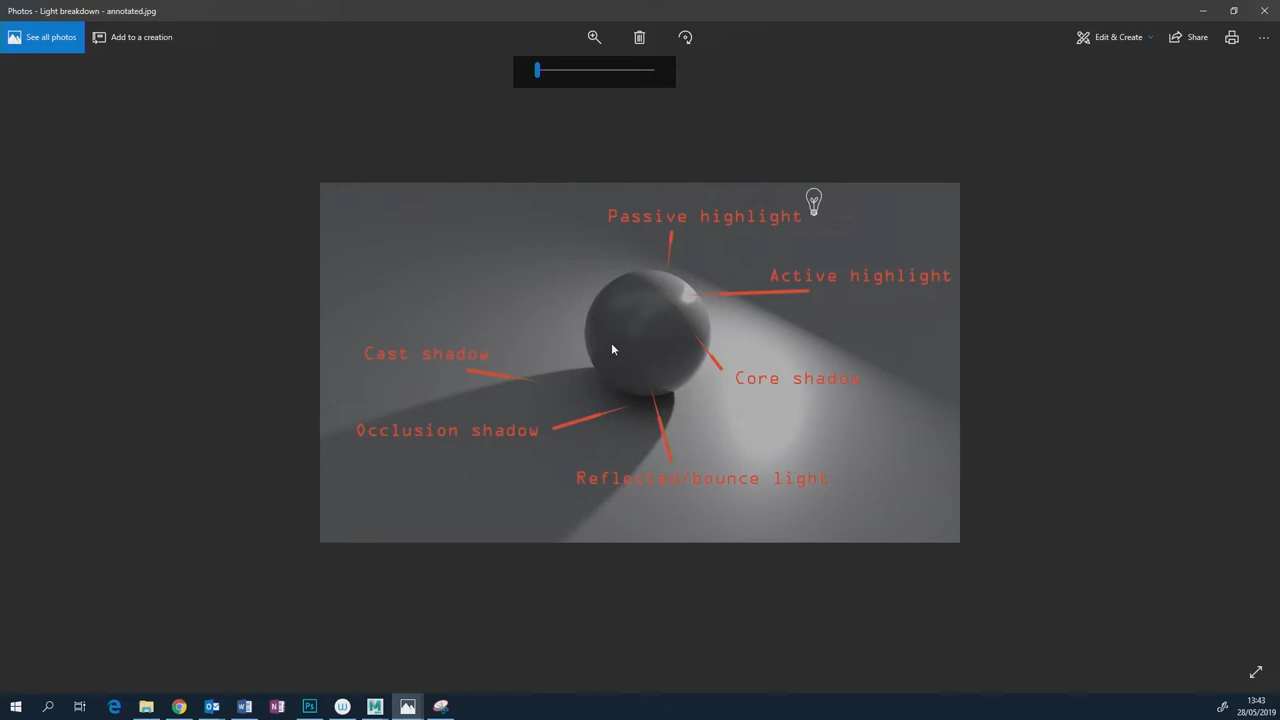 Photos - Light breakdown - annotated.jpg
See all photos
Add to a creation
Edit & Create
Share
Passive highlight
Active highlight
Cast shadow
Core shadow
Occlusion shadow
Reflected/bounce light
13:43
28/05/2019